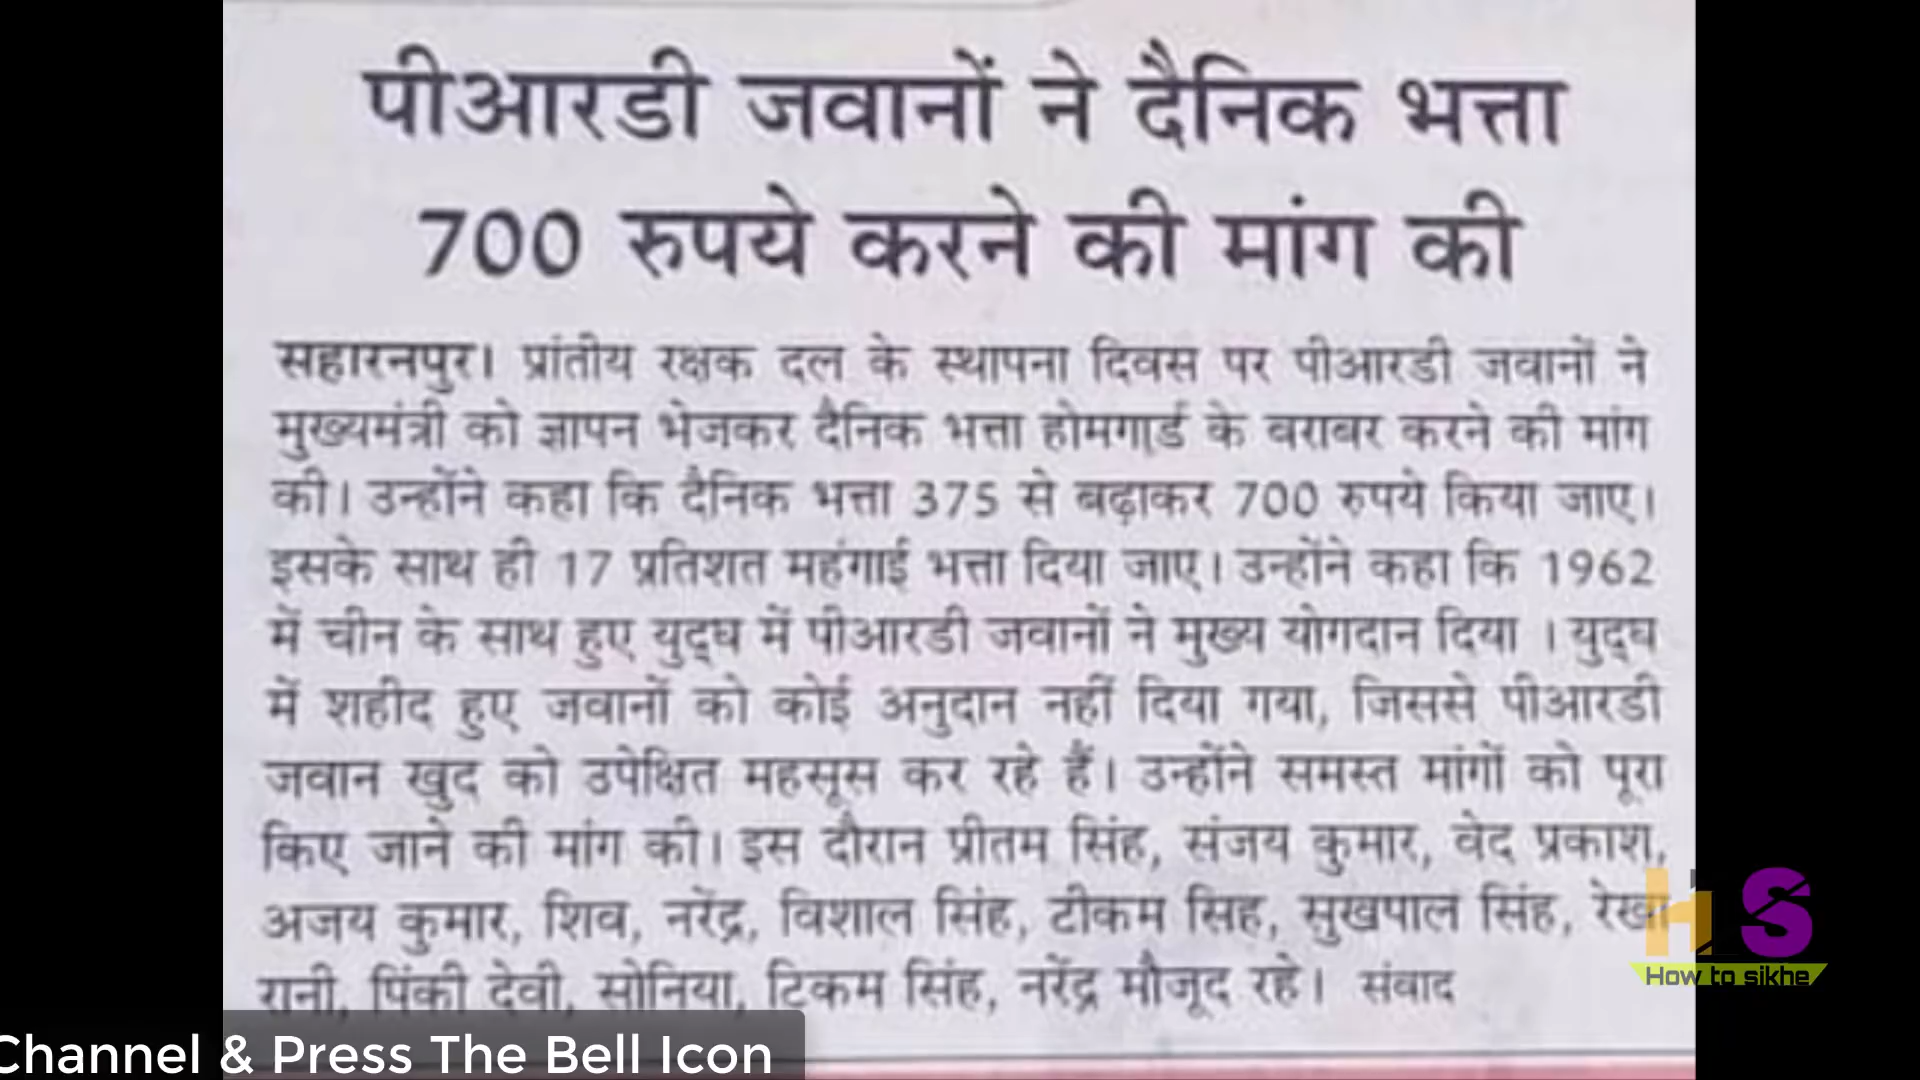 पीआरडी जवानों ने दैनिक भत्ता
700 रुपये करने की मांग की
सहारनपुर। प्रांतीय रक्षक दल के स्थापना दिवस पर पीआरडी जवानों ने
मुख्यमंत्री को ज्ञापन भेजकर दैनिक भत्ता होमगार्ड के बराबर करने की मांग
की। उन्होंने कहा कि दैनिक भत्ता 375 से बढ़ाकर 700 रुपये किया जाए।
इसके साथ ही 17 प्रतिशत महंगाई भत्ता दिया जाए। उन्होंने कहा कि 1962
में चीन के साथ हुए युद्ध में पीआरडी जवानों ने मुख्य योगदान दिया । युद्ध
में शहीद हुए जवानों को कोई अनुदान नहीं दिया गया, जिससे पीआरडी
जवान खुद को उपेक्षित महसूस कर रहे हैं। उन्होंने समस्त मांगों को पूरा
किए जाने की मांग की। इस दौरान प्रीतम सिंह, संजय कुमार, वेद प्रकाश,
अजय कुमार, शिव, नरेंद्र, विशाल सिंह, टीकम सिह, सुखपाल सिंह, रेखा
रानी, पिंकी देवी, सोनिया, टिकम सिंह, नरेंद्र मौजूद रहे। संवाद
HS
How to sikhe
Channel & Press The Bell Icon